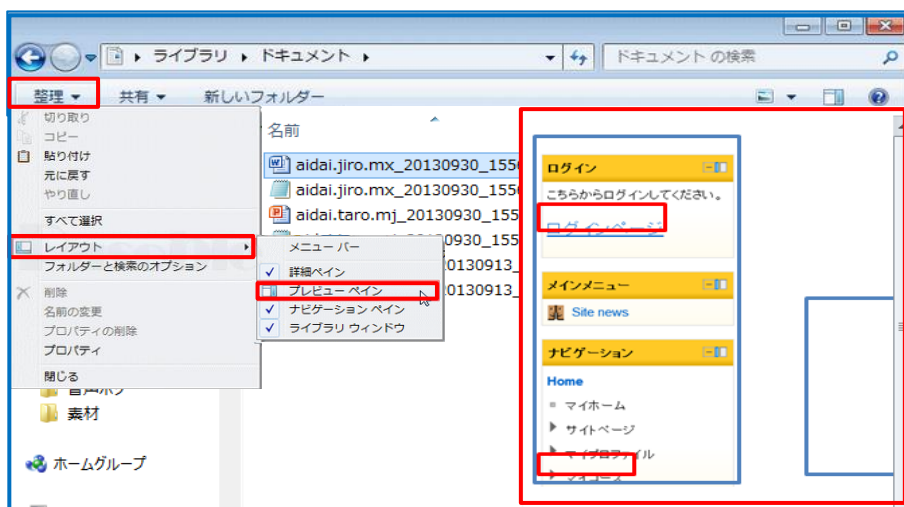 ライブラリ ドキュメント
ドキュメント の検索
整理
共有
新しいフォルダー
切り取り
コピー
貼り付け
元に戻す
やり直し
すべて選択
レイアウト
フォルダーと検索のオプション
削除
名前の変更
プロパティの削除
プロパティ
閉じる
素材
ホームグループ
メニュー バー
詳細ペイン
プレビュー ペイン
ナビゲーション ペイン
ライブラリ ウィンドウ
名前
aidai.jiro.mx_20130930_155
aidai.jiro.mx_20130930_155
aidai.taro.mj_20130930_155
0930_155
20130913_
20130913_
ログイン
こちらからログインしてください。
ログインページ
メインメニュー
Site news
ナビゲーション
Home
マイホーム
サイトページ
マイプロファイル
マイコース